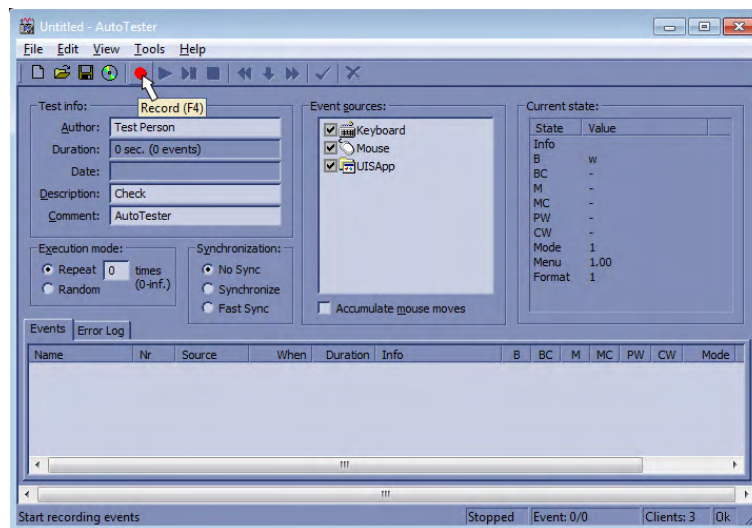 Untitled - AutoTester
File Edit View Tools Help
Record (F4)
Test info:
Author: Test Person
Duration: 0 sec. (0 events)
Date:
Description: Check
Comment: AutoTester
Event sources:
Keyboard
Mouse
UISApp
Accumulate mouse moves
Current state:
State Value
Info
B w
BC -
M -
MC -
PW -
CW -
Mode 1
Menu 1.00
Format 1
Execution mode:
Repeat 0 times
(0-inf.)
Random
Synchronization:
No Sync
Synchronize
Fast Sync
Events Error Log
Name Nr Source When Duration Info B BC M MC PW CW Mode
Start recording events Stopped Event: 0/0 Clients: 3 Ok